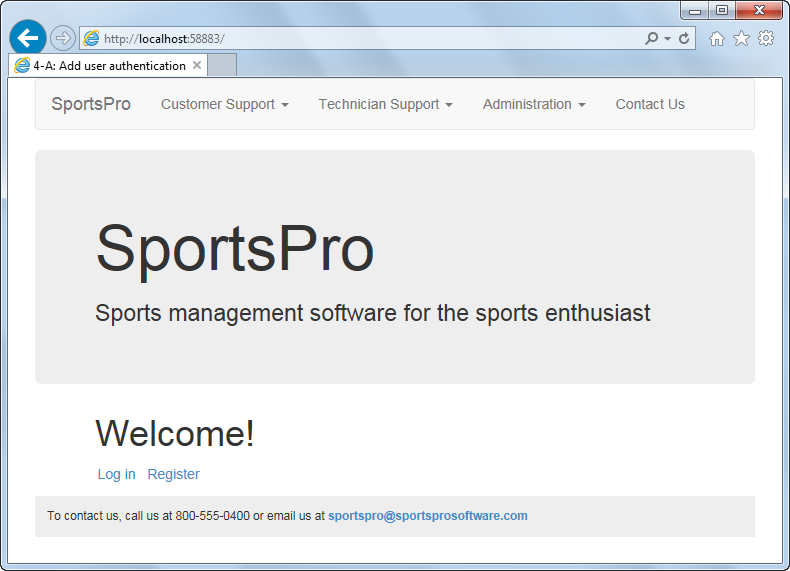 http://localhost:58883/
4-A: Add user authentication
SportsPro Customer Support Technician Support Administration Contact Us
SportsPro
Sports management software for the sports enthusiast
Welcome!
Log in Register
To contact us, call us at 800-555-0400 or email us at sportspro@sportsprosoftware.com